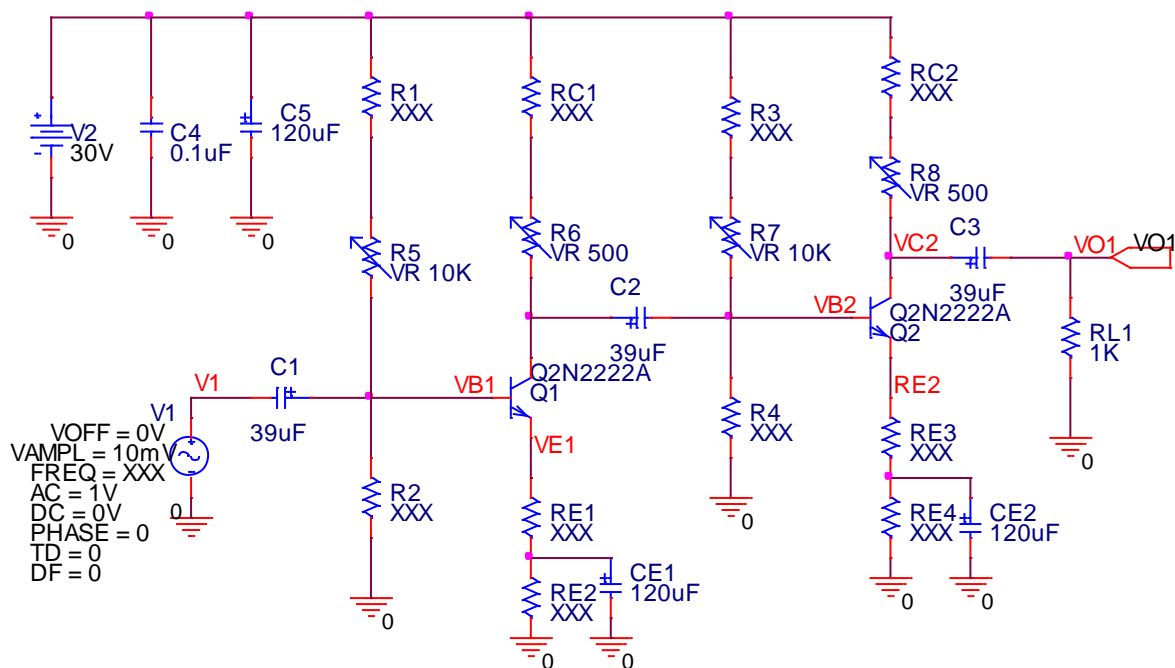 V2
30V
0
C4
0.1uF
0
C5
120uF
0
R1
XXX
R5
VR 10K
RC1
XXX
R6
VR 500
R3
XXX
R7
VR 10K
RC2
XXX
R8
VR 500
VC2
C3
39uF
VO1
VO1
RL1
1K
0
C2
39uF
VB2
Q2N2222A
Q2
RE2
RE3
XXX
RE4
XXX
0
CE2
120uF
0
R4
XXX
0
Q2N2222A
Q1
VB1
VE1
C1
39uF
V1
V1
VOFF = 0V
VAMPL = 10mV
FREQ = XXX
AC = 1V
DC = 0V
PHASE = 0
TD = 0
DF = 0
0
R2
XXX
0
RE1
XXX
RE2
XXX
0
CE1
120uF
0